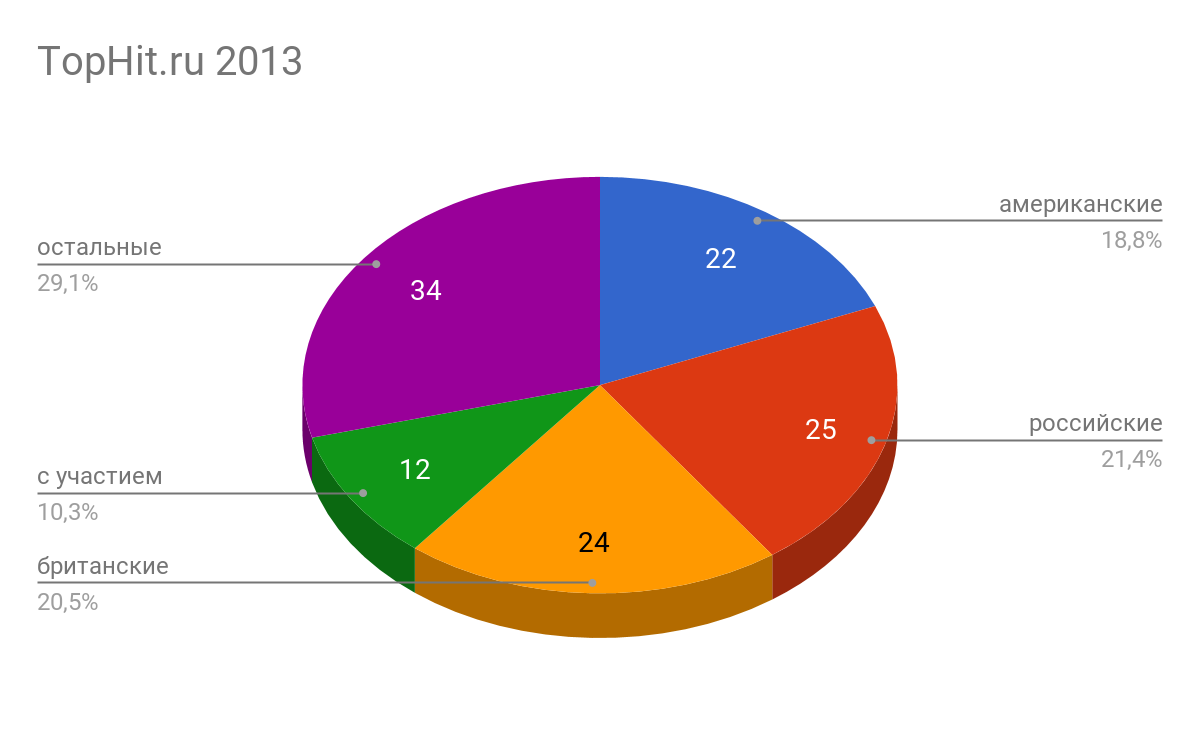 TopHit.ru 2013
американские
18,8%
22
остальные
29,1%
34
российские
21,4%
25
с участием
10,3%
12
24
британские
20,5%